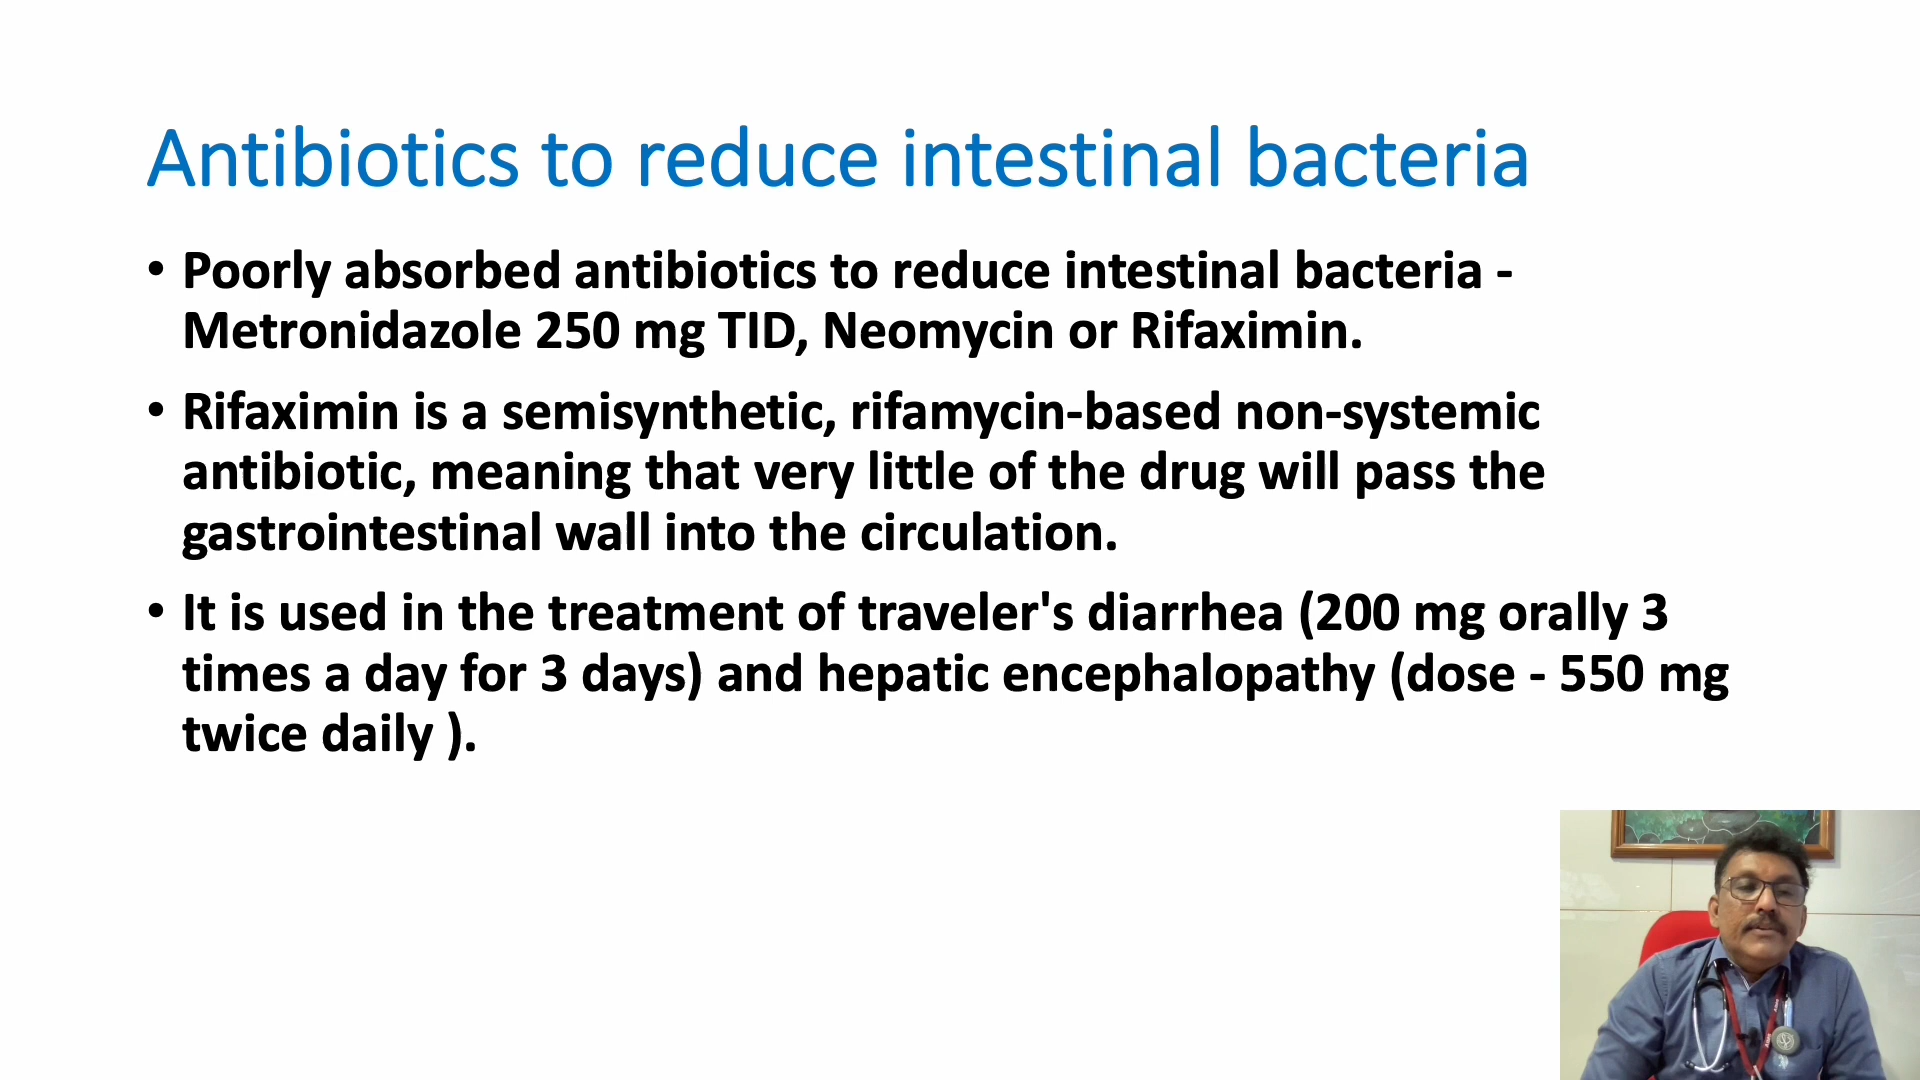 Antibiotics to reduce intestinal bacteria
• Poorly absorbed antibiotics to reduce intestinal bacteria -
Metronidazole 250 mg TID, Neomycin or Rifaximin.
• Rifaximin is a semisynthetic, rifamycin-based non-systemic
antibiotic, meaning that very little of the drug will pass the
gastrointestinal wall into the circulation.
• It is used in the treatment of traveler's diarrhea (200 mg orally 3
times a day for 3 days) and hepatic encephalopathy (dose - 550 mg
twice daily ).